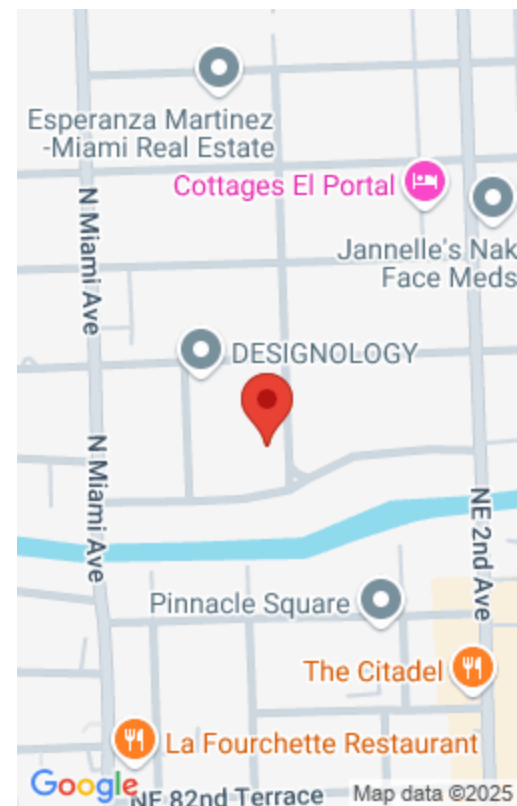 Esperanza Martinez
-Miami Real Estate
Cottages El Portal
N Miami Ave
Jannelle's Nak
Face Meds
DESIGNOLOGY
N Miami Ave
NE 2nd Ave
Pinnacle Square
The Citadel
La Fourchette Restaurant
Google
NE 82nd Terrace
Map data ©2025